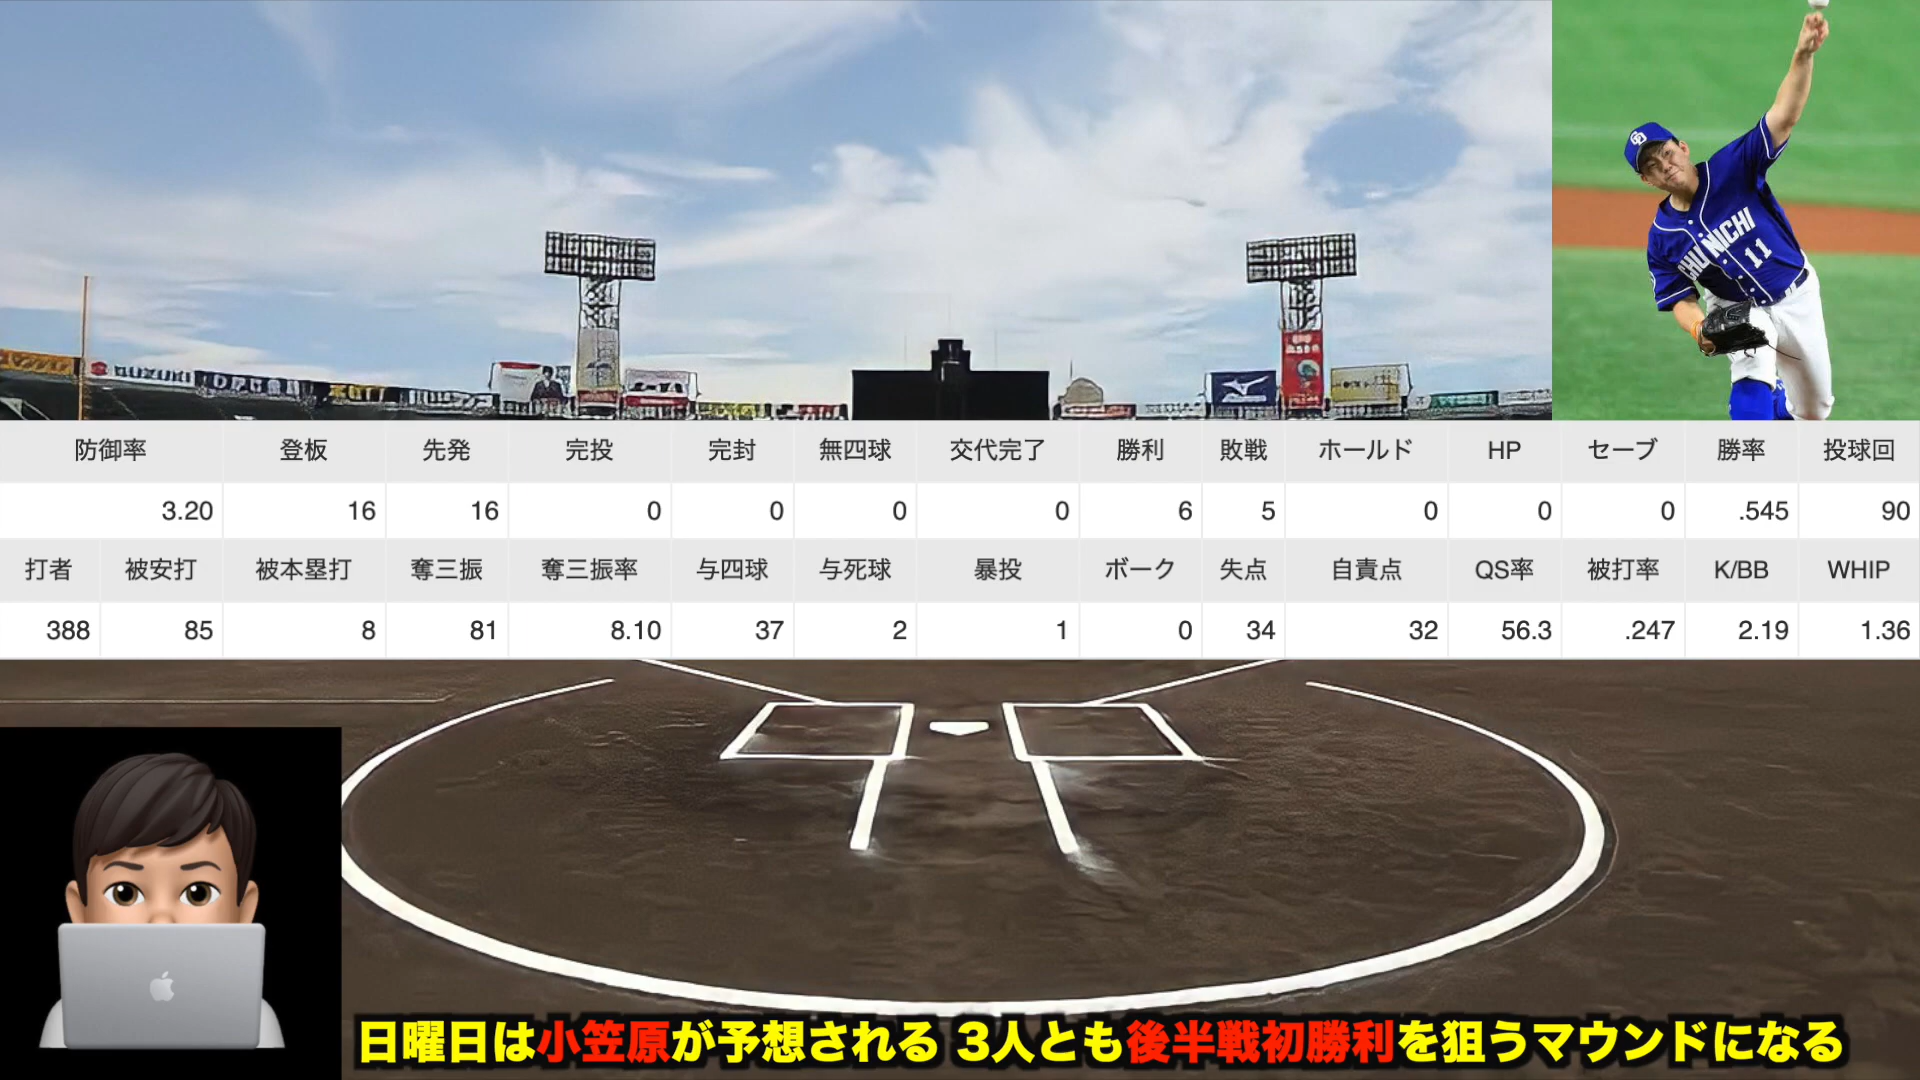 SUZUKI
CHUNICHI
11
防御率 登板 先発 完投 完封 無四球 交代完了 勝利 敗戦 ホールド HP セーブ 勝率 投球回
3.20 16 16 0 0 0 0 6 5 0 0 0 .545 90
打者 被安打 被本塁打 奪三振 奪三振率 与四球 与死球 暴投 ボーク 失点 自責点 QS率 被打率 K/BB WHIP
388 85 8 81 8.10 37 2 1 0 34 32 56.3 .247 2.19 1.36
日曜日は小笠原が予想される 3人とも後半戦初勝利を狙うマウンドになる